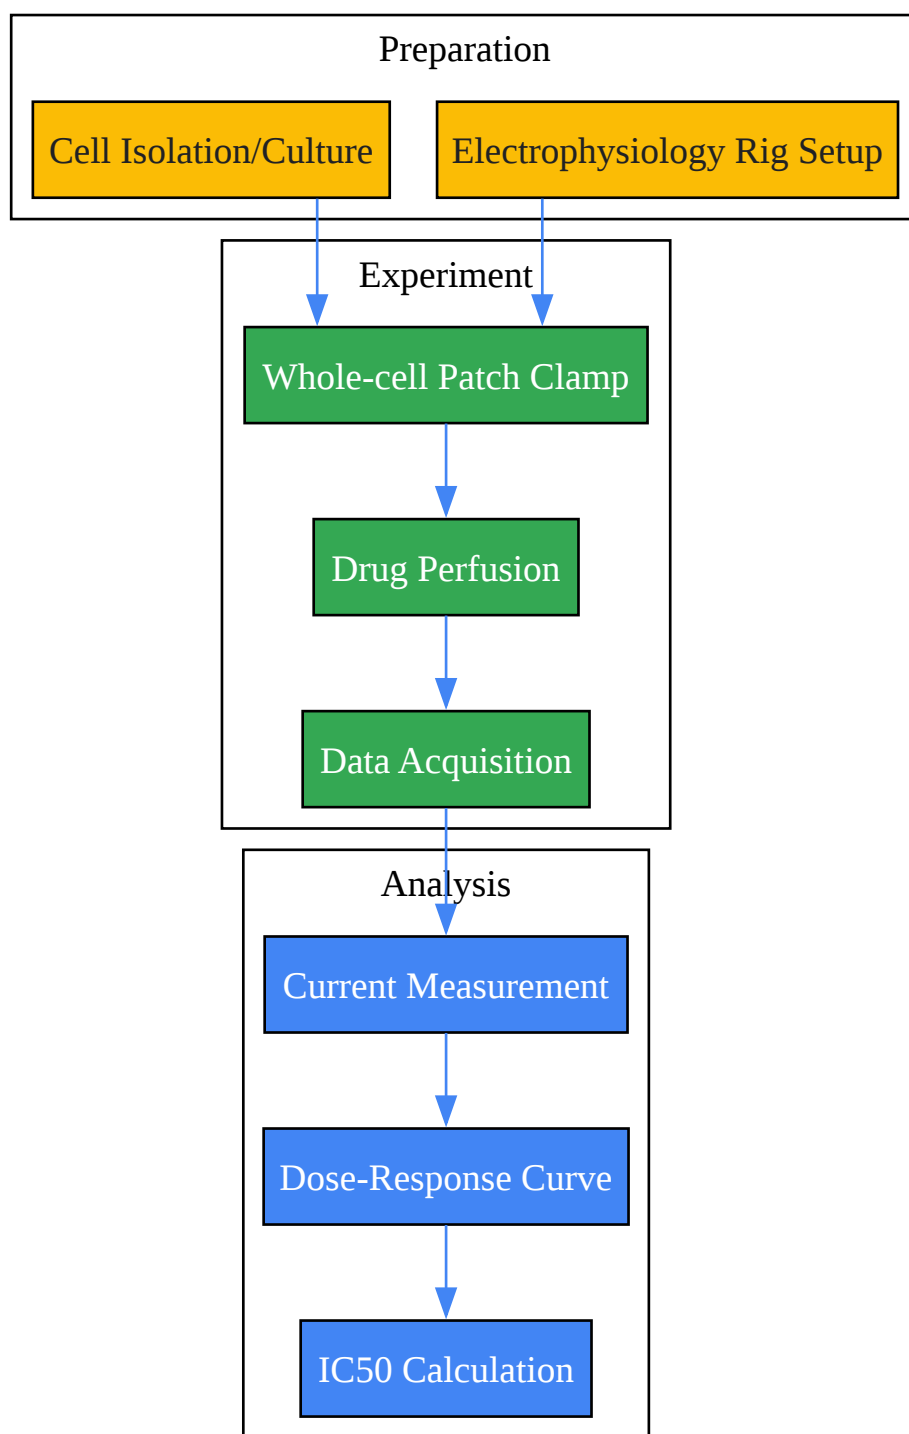 Preparation
Cell Isolation/Culture
Electrophysiology Rig Setup
Experiment
Whole-cell Patch Clamp
Drug Perfusion
Data Acquisition
Analysis
Current Measurement
Dose-Response Curve
IC50 Calculation